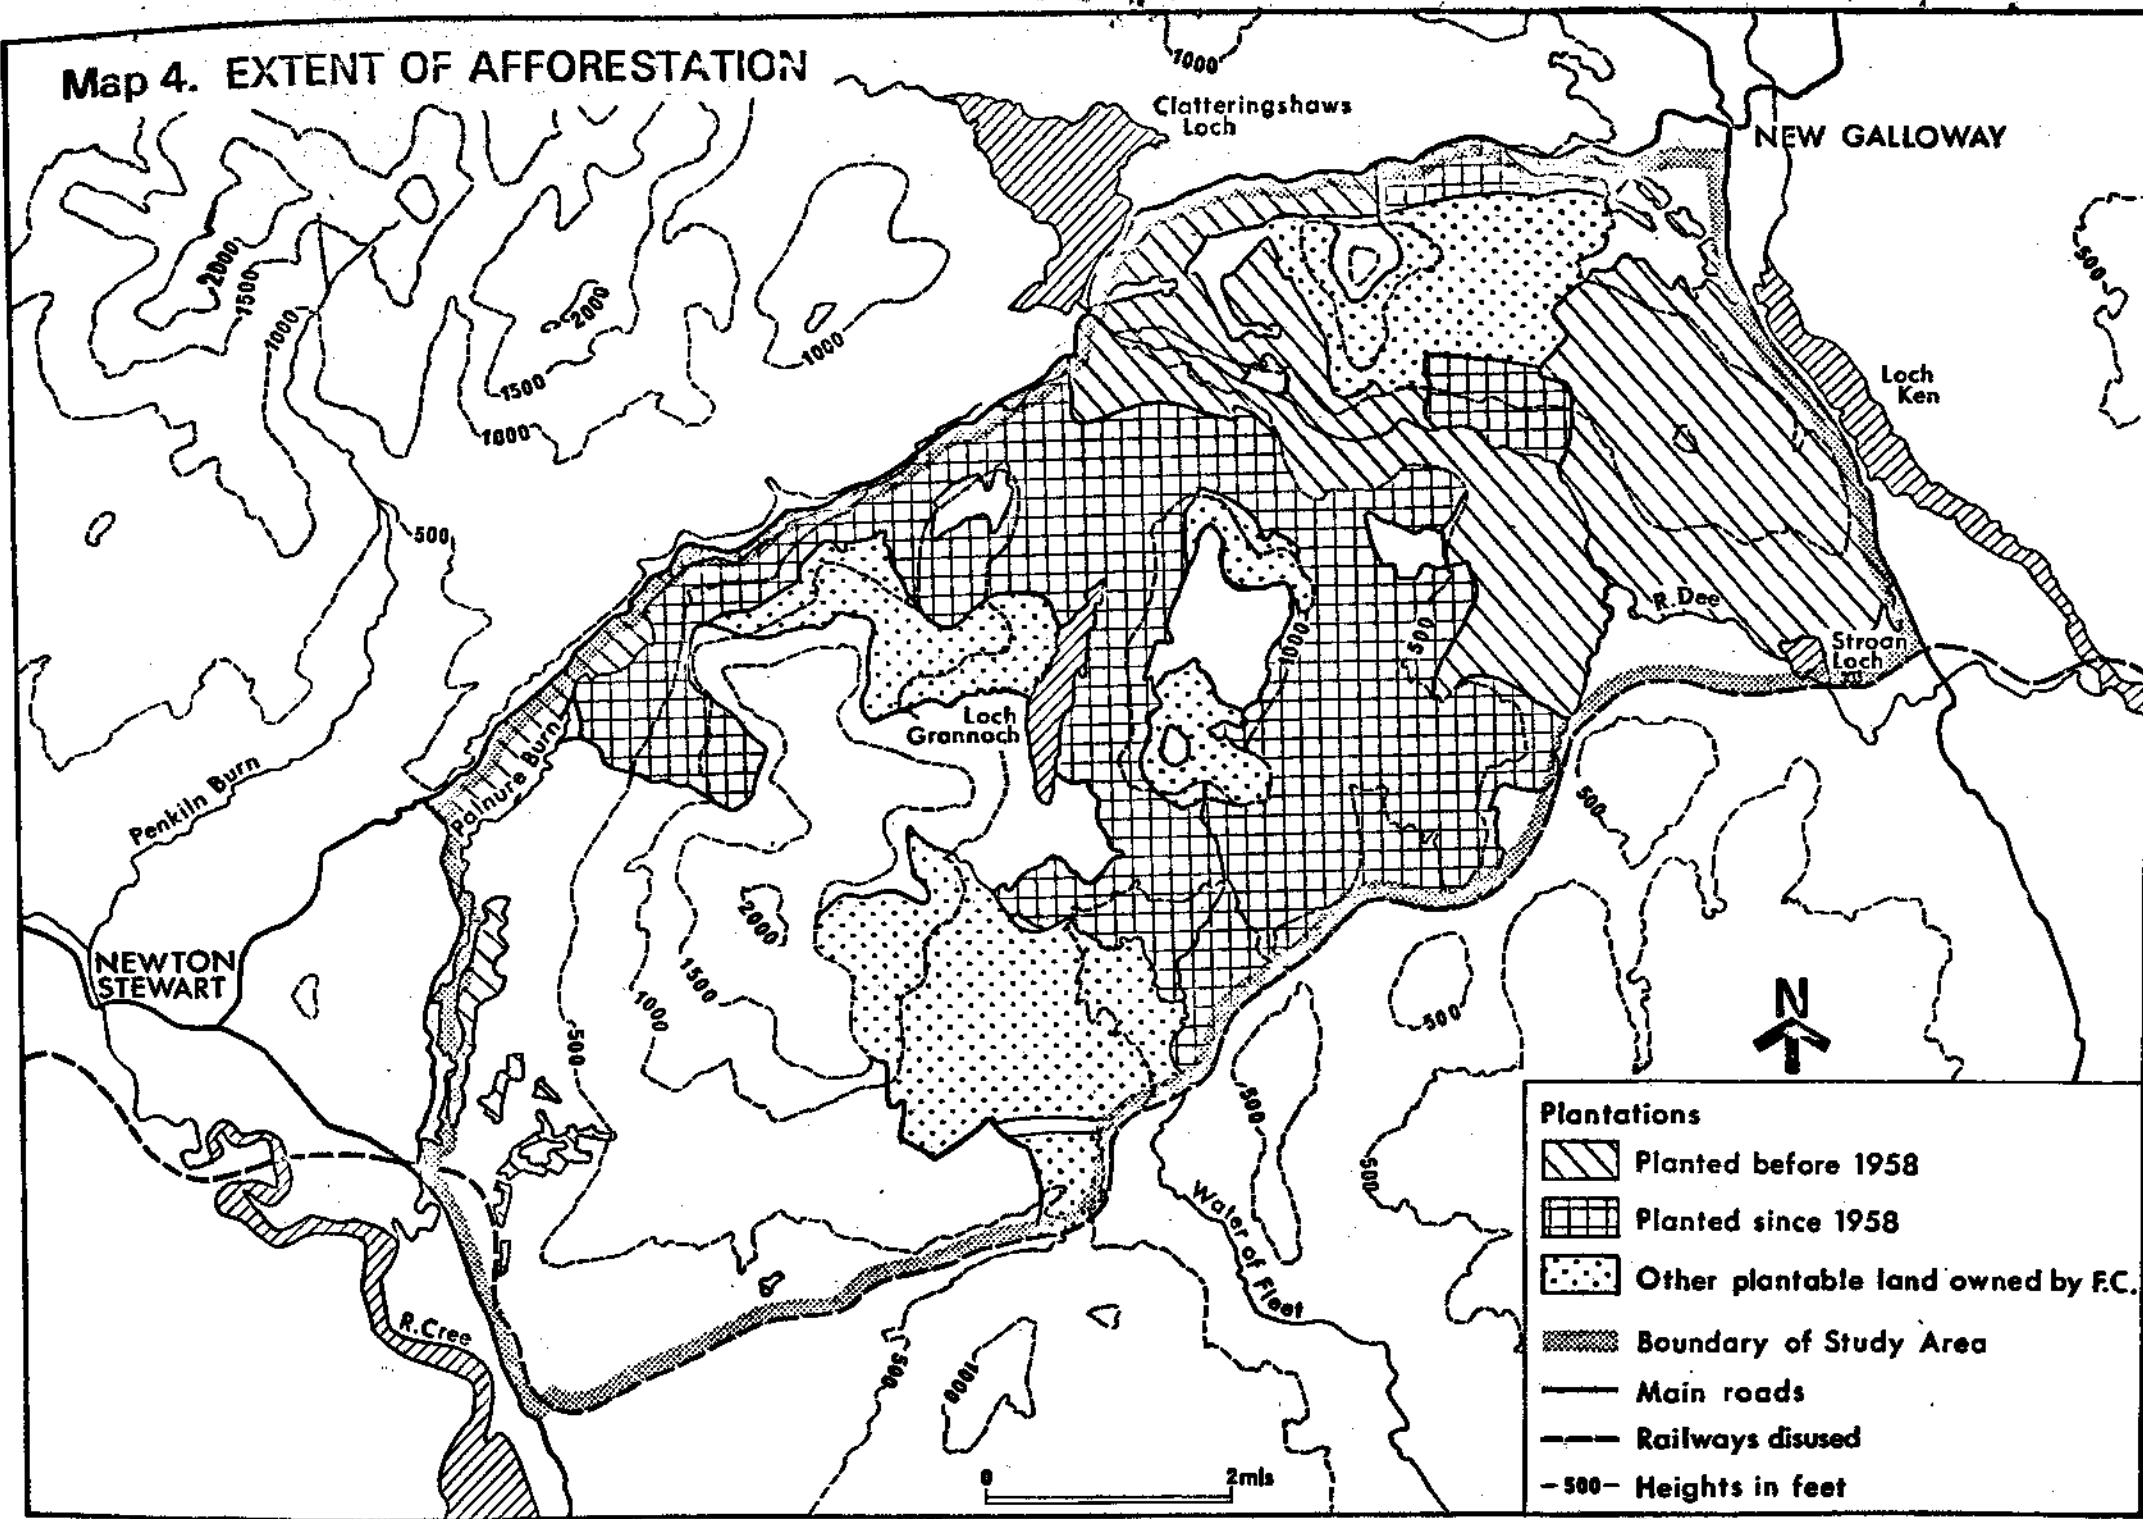 Map 4. EXTENT OF AFFORESTATION
1000
Clatteringshaws
Loch
NEW GALLOWAY
2000
1500
1000
2000
1500
1000
1000
500
Loch
Ken
500
R. Dee
Stroan
Loch
1000
500
Loch
Grannoch
Palnure Burn
Penkiln Burn
500
2000
1500
1000
500
NEWTON
STEWART
500
N
500
500
Water of Fleet
R. Cree
500
1000
0 2mls
Plantations
Planted before 1958
Planted since 1958
Other plantable land owned by F.C.
Boundary of Study Area
Main roads
Railways disused
-500- Heights in feet